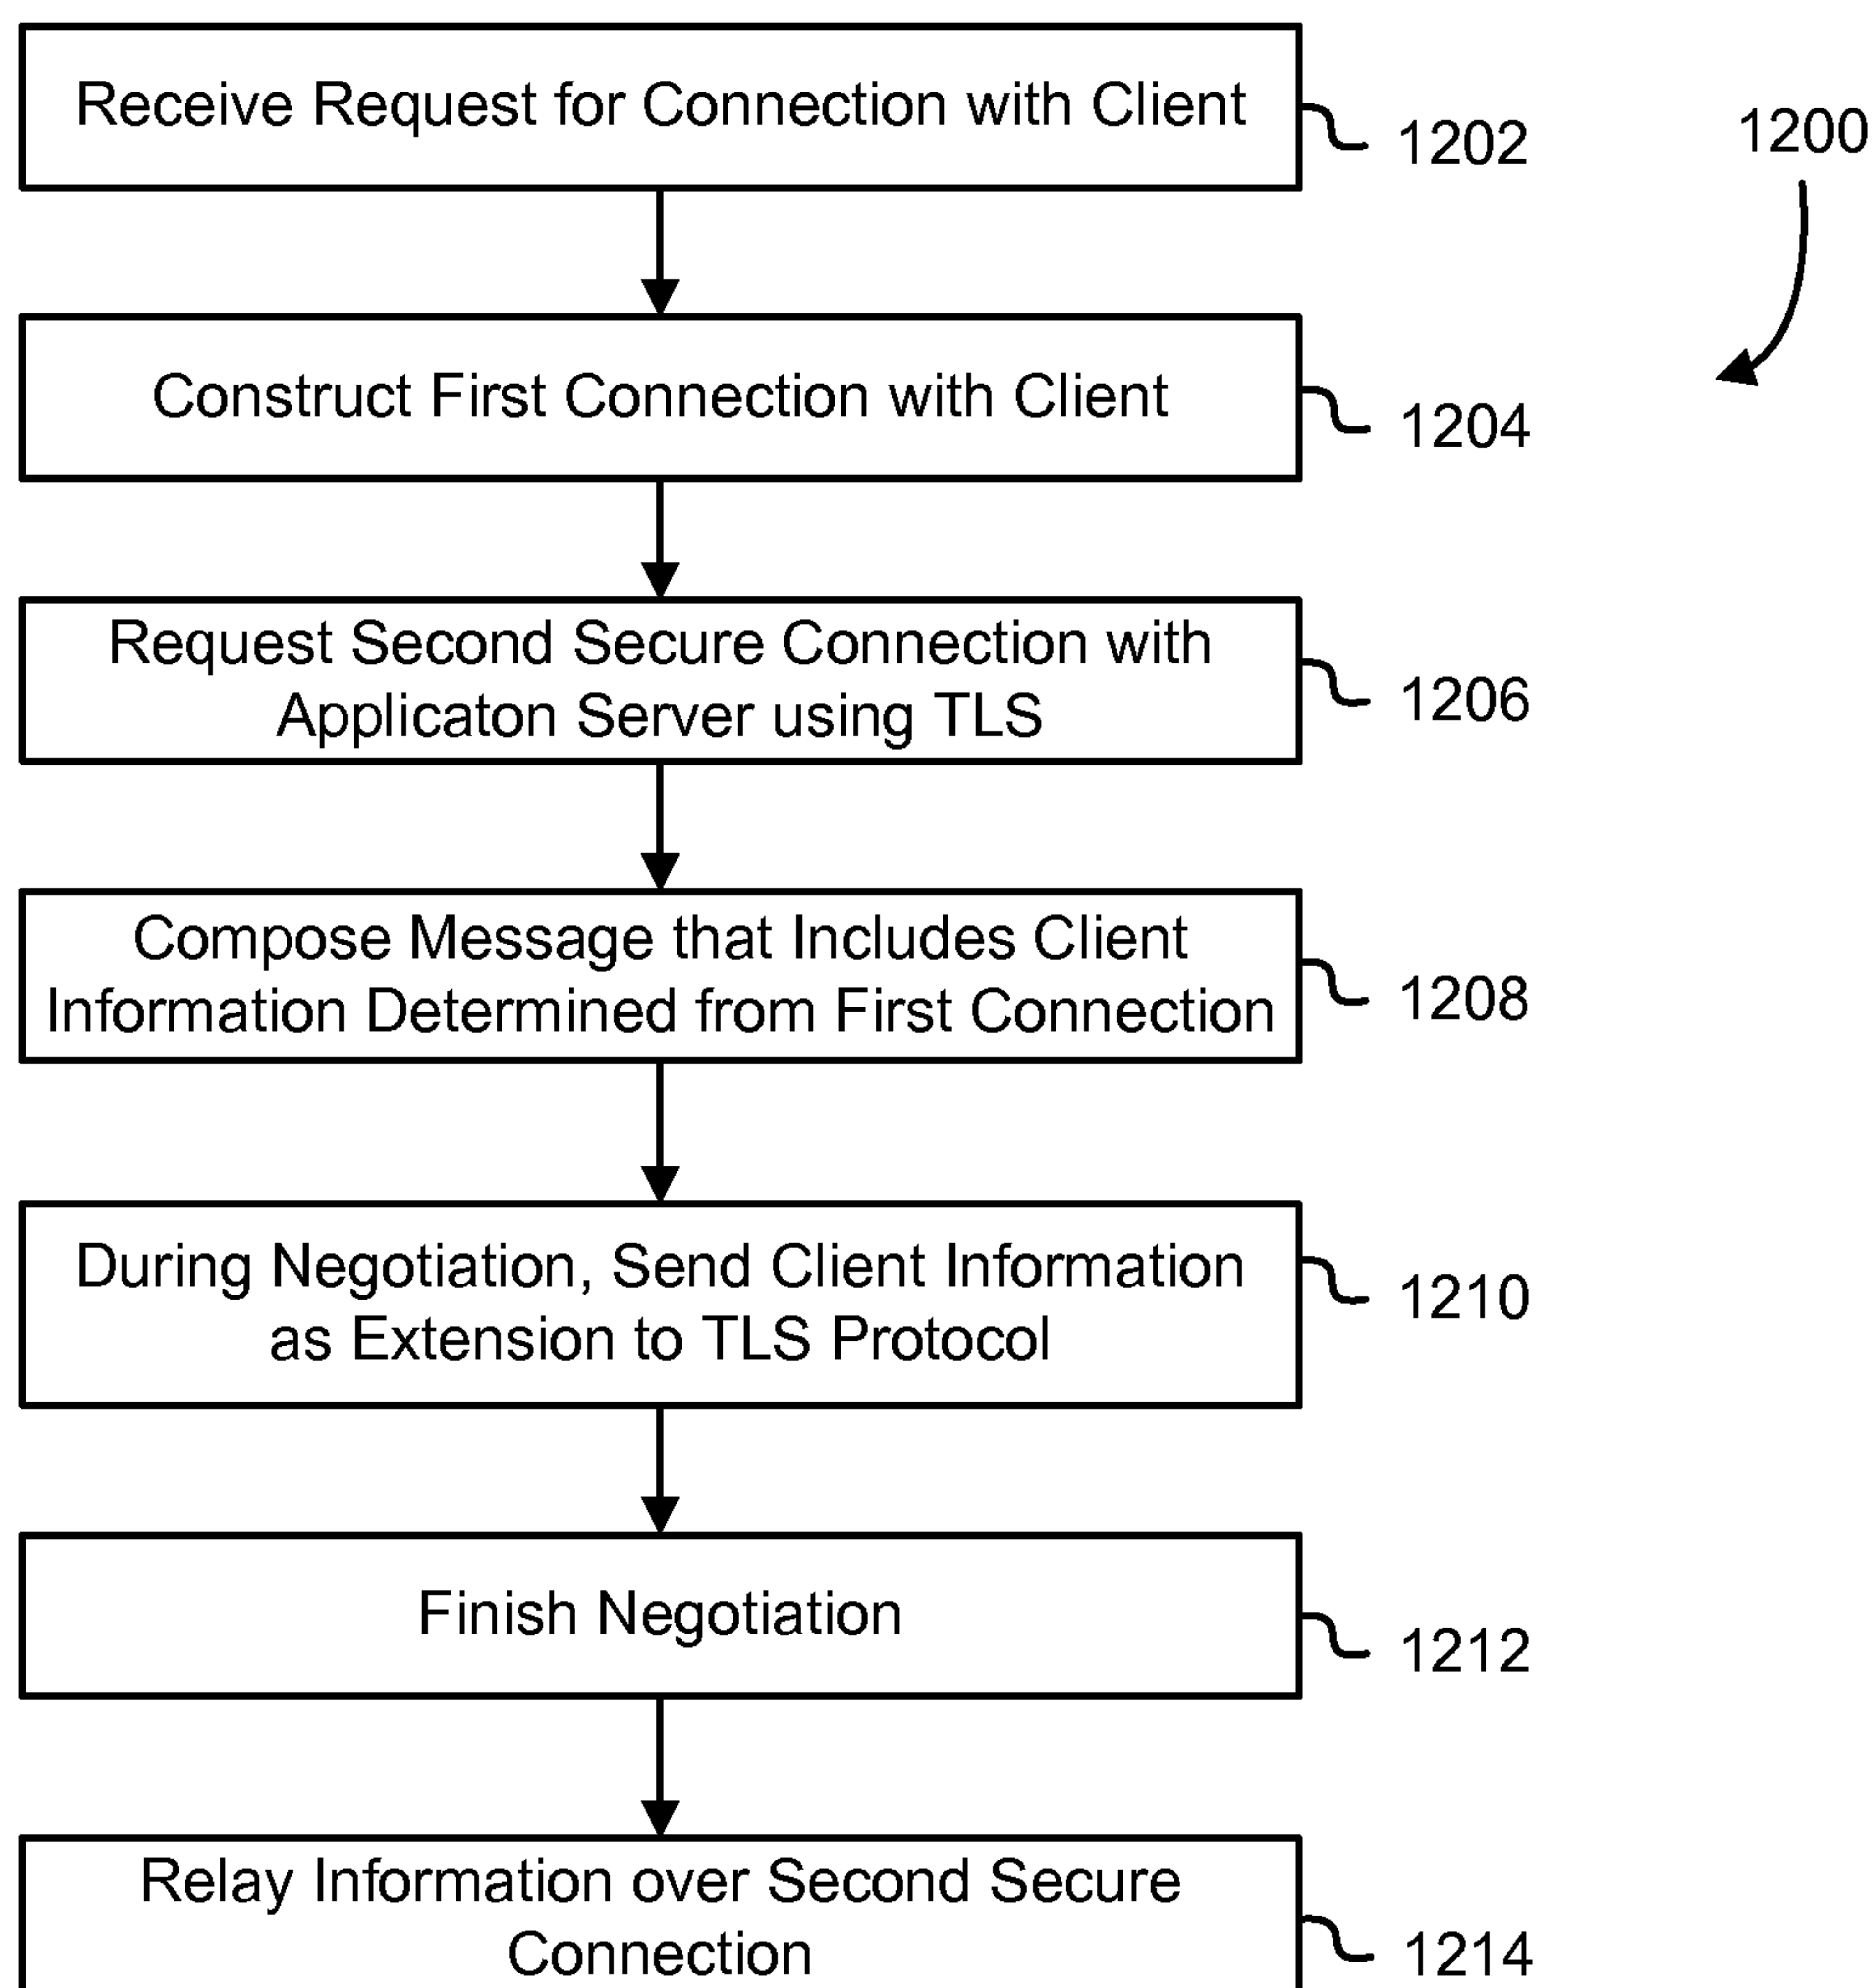 Receive Request for Connection with Client
1202
1200
Construct First Connection with Client
1204
Request Second Secure Connection with
Applicaton Server using TLS
1206
Compose Message that Includes Client
Information Determined from First Connection
1208
During Negotiation, Send Client Information
as Extension to TLS Protocol
1210
Finish Negotiation
1212
Relay Information over Second Secure
Connection
1214